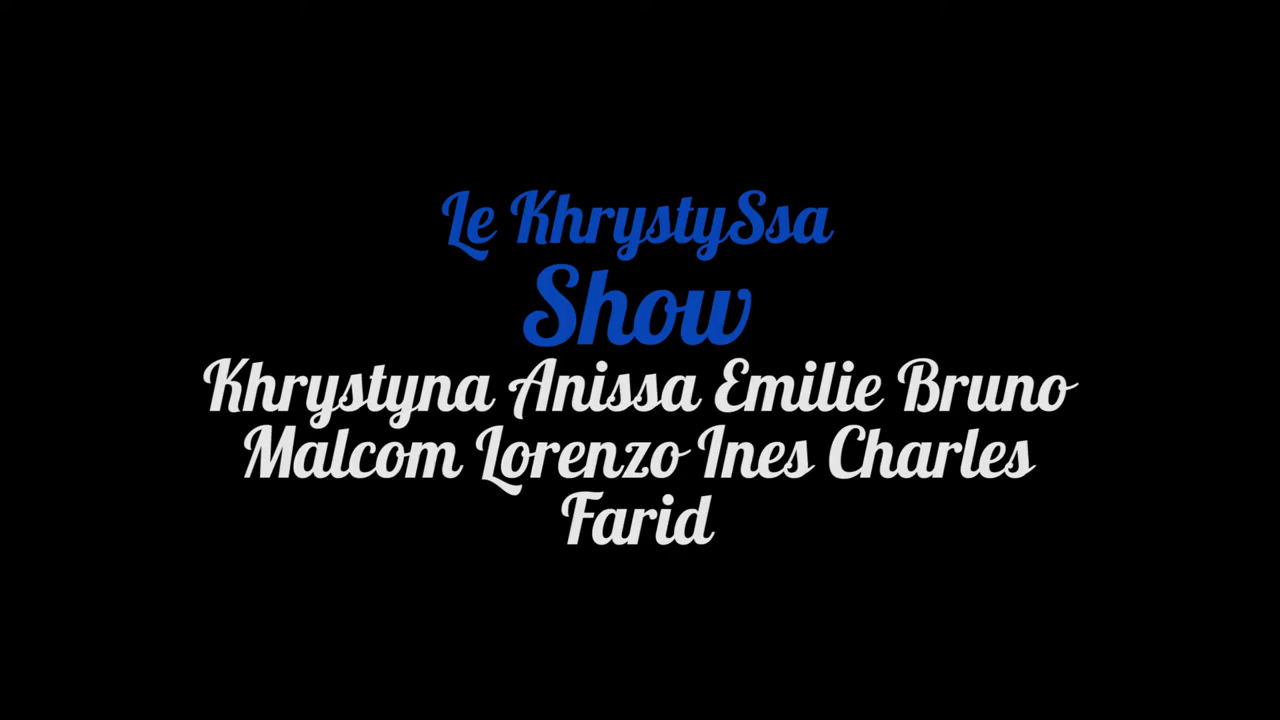 Le KhrystySsa
Show
Khrystyna Anissa Emilie Bruno
Malcom Lorenzo Ines Charles
Farid